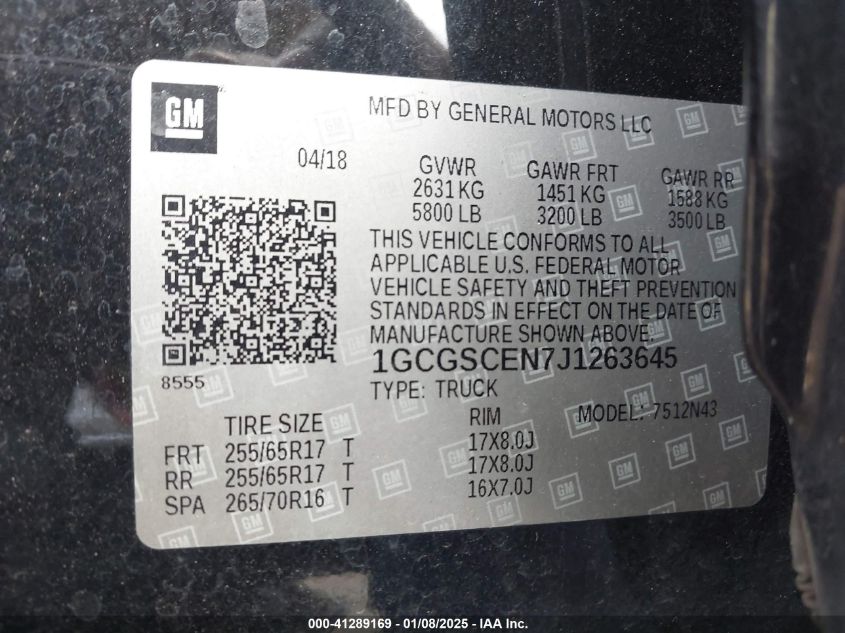 GM
MFD BY GENERAL MOTORS LLC
04/18
GVWR GAWR FRT GAWR RR
2631 KG 1451 KG 1588 KG
5800 LB 3200 LB 3500 LB
THIS VEHICLE CONFORMS TO ALL
APPLICABLE U.S. FEDERAL MOTOR
VEHICLE SAFETY AND THEFT PREVENTION
STANDARDS IN EFFECT ON THE DATE OF
MANUFACTURE SHOWN ABOVE.
1GCGSCEN7J1263645
8555
TYPE: TRUCK
TIRE SIZE RIM MODEL: 7512N43
FRT 255/65R17 T 17X8.0J
RR 255/65R17 T 17X8.0J
SPA 265/70R16 T 16X7.0J
000-41289169 - 01/08/2025 - IAA Inc.